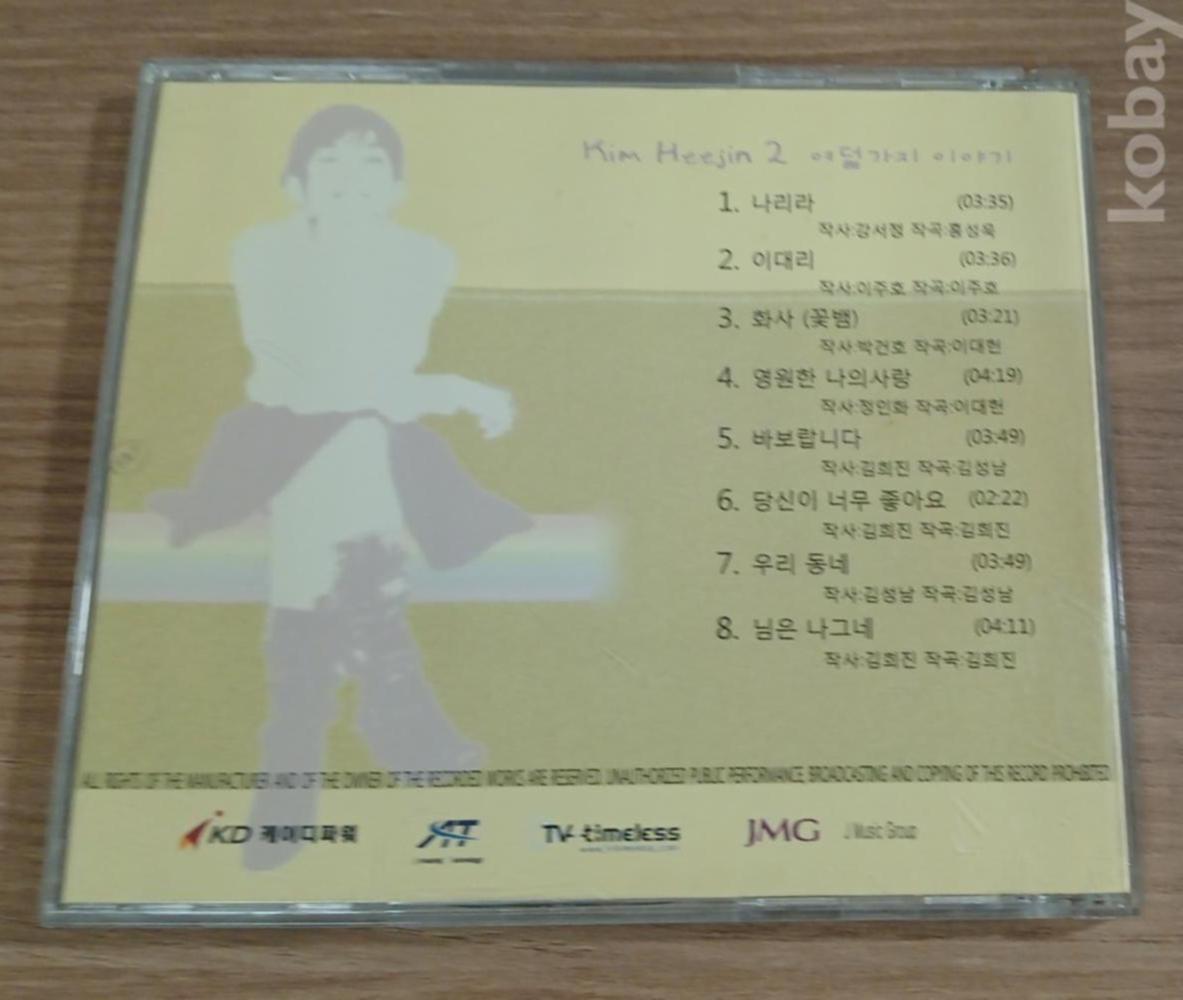 kobay
Kim Heejin 2 여덟가지 이야기
1. 나리라 (03:35)
작사:강서정 작곡:홍성욱
2. 이대리 (03:36)
작사:이주호 작곡:이주호
3. 화사 (꽃뱀) (03:21)
작사:박건호 작곡:이대헌
4. 영원한 나의사랑 (04:19)
작사:정인화 작곡:이대헌
5. 바보랍니다 (03:49)
작사:김희진 작곡:김성남
6. 당신이 너무 좋아요 (02:22)
작사:김희진 작곡:김희진
7. 우리 동네 (03:49)
작사:김성남 작곡:김성남
8. 님은 나그네 (04:11)
작사:김희진 작곡:김희진
ALL RIGHTS OF THE MANUFACTURER AND OF THE OWNER OF THE RECORDED WORKS ARE RESERVED. UNAUTHORIZED PUBLIC PERFORMANCE, BROADCASTING AND COPYING OF THIS RECORD PROHIBITED
KD 케이디파워 TV-timeless JMG J Music Group